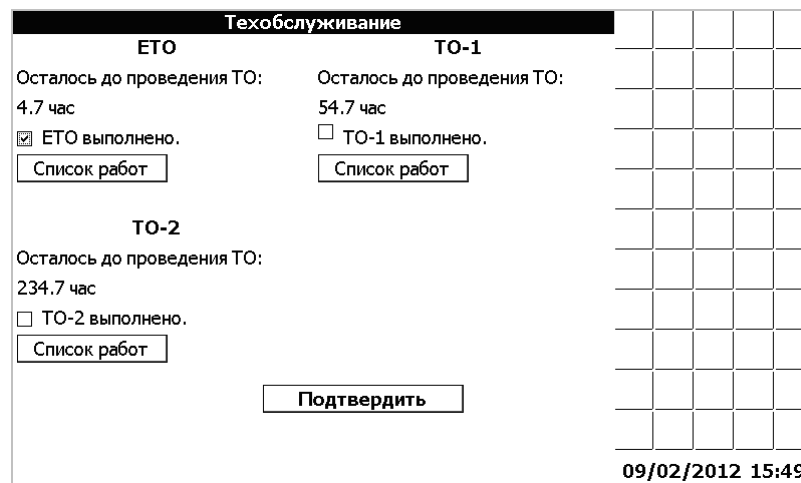 Техобслуживание
ЕТО
Осталось до проведения ТО:
4.7 час
ЕТО выполнено.
Список работ
ТО-1
Осталось до проведения ТО:
54.7 час
ТО-1 выполнено.
Список работ
ТО-2
Осталось до проведения ТО:
234.7 час
ТО-2 выполнено.
Список работ
Подтвердить
09/02/2012 15:49